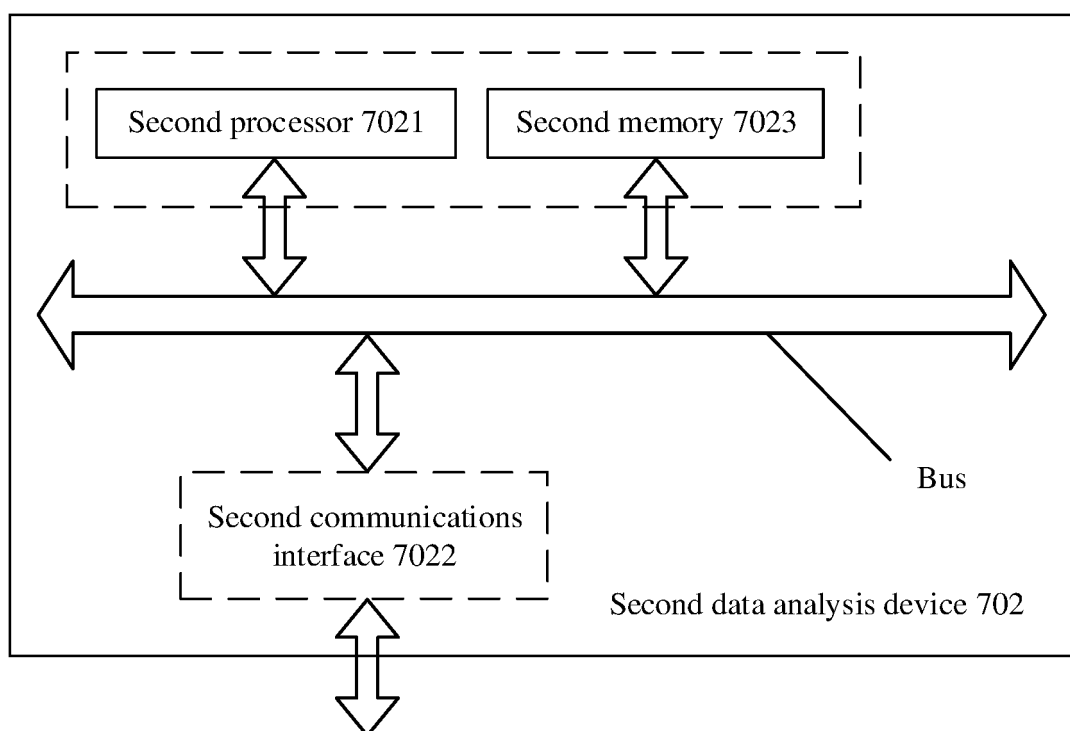 Second processor 7021
Second memory 7023
Bus
Second communications
interface 7022
Second data analysis device 702